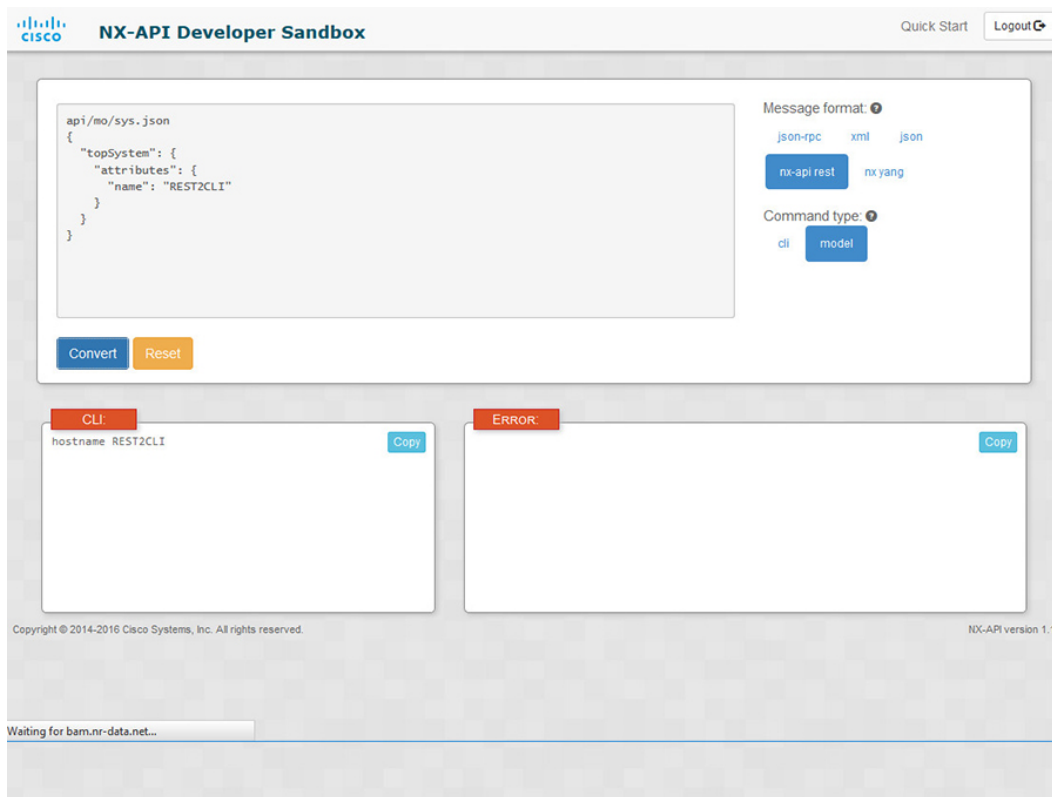 CISCO NX-API Developer Sandbox Quick Start Logout
api/mo/sys.json
{
  "topSystem": {
    "attributes": {
      "name": "REST2CLI"
    }
  }
}
Message format:
json-rpc xml json
nx-api rest nx yang
Command type:
cli model
Convert Reset
CLI:
hostname REST2CLI
Copy
ERROR:
Copy
Copyright © 2014-2016 Cisco Systems, Inc. All rights reserved.
NX-API version 1.
Waiting for bam.nr-data.net...